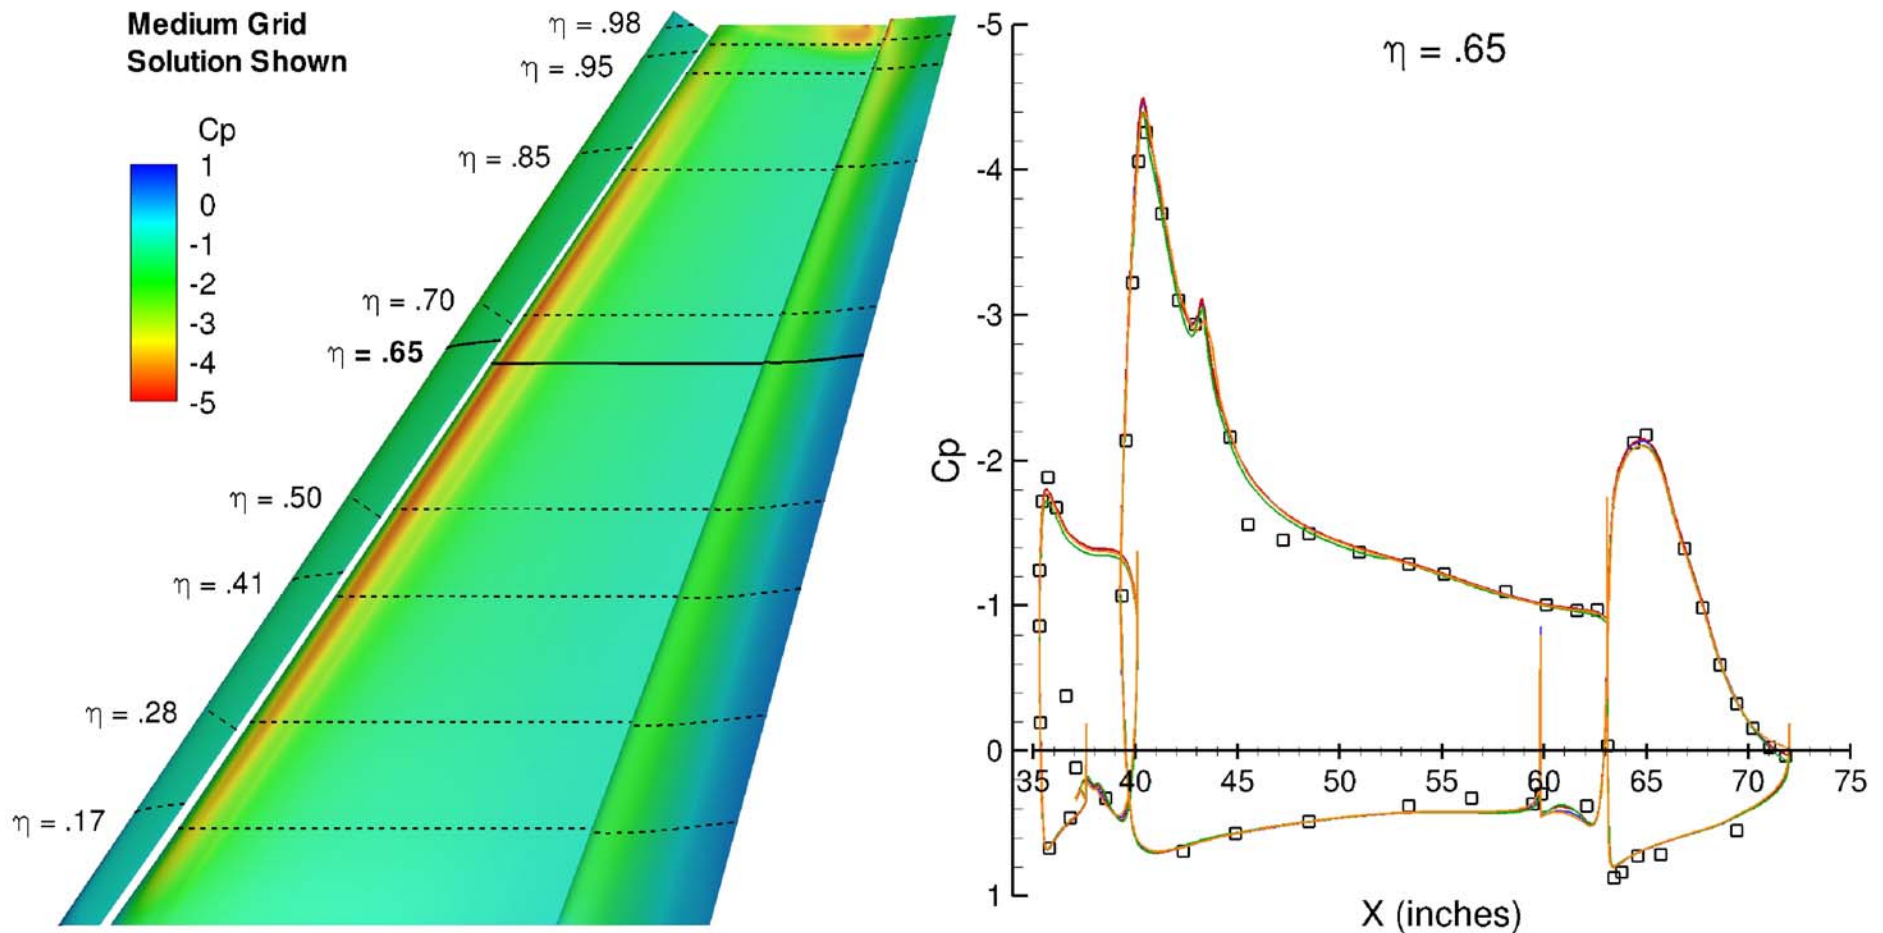 Medium Grid
Solution Shown
Cp
1
0
-1
-2
-3
-4
-5
η = .98
η = .95
η = .85
η = .70
η = .65
η = .50
η = .41
η = .28
η = .17
η = .65
Cp
-5
-4
-3
-2
-1
0
1
35 40 45 50 55 60 65 70 75
X (inches)